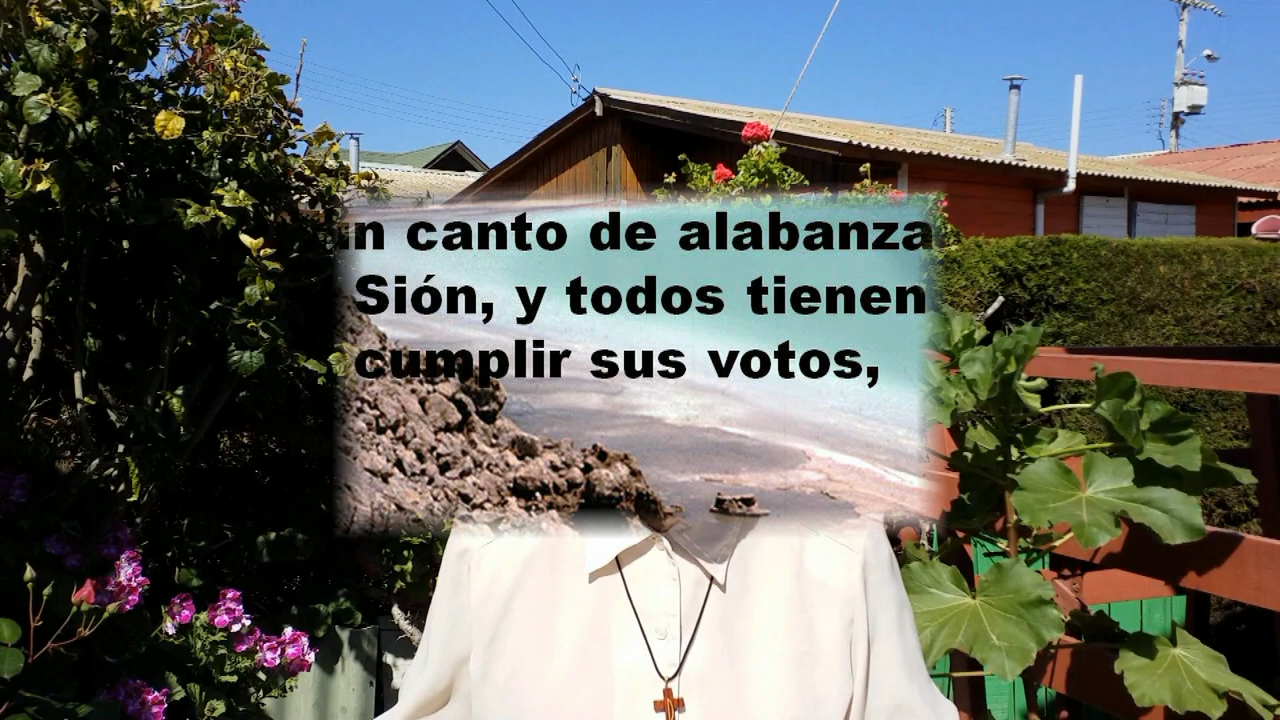 canto de alabanza
Sión, y todos tienen
cumplir sus votos,